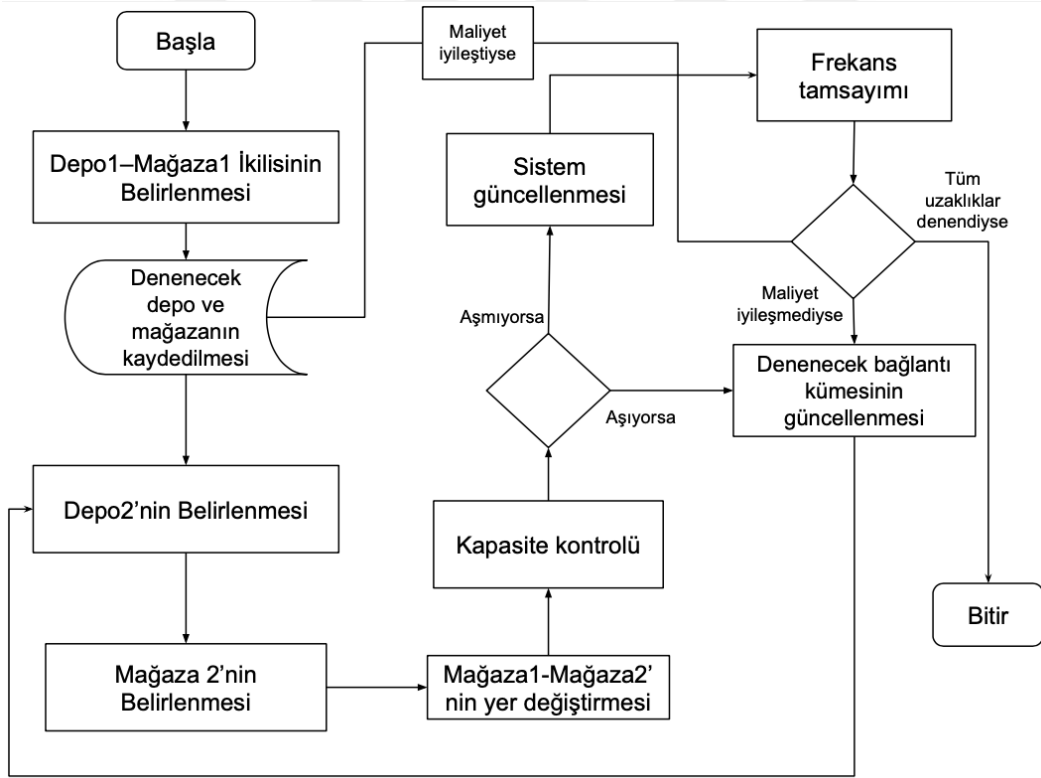 Başla
Maliyet
iyileştiyse
Frekans
tamsayımı
Depo1–Mağaza1 İkilisinin
Belirlenmesi
Sistem
güncellenmesi
Tüm
uzaklıklar
denendiyse
Denenecek
depo ve
mağazanın
kaydedilmesi
Aşmıyorsa
Maliyet
iyileşmediyse
Denenecek bağlantı
kümesinin
güncellenmesi
Aşıyorsa
Depo2’nin Belirlenmesi
Kapasite kontrolü
Bitir
Mağaza 2’nin
Belirlenmesi
Mağaza1-Mağaza2’
nin yer değiştirmesi